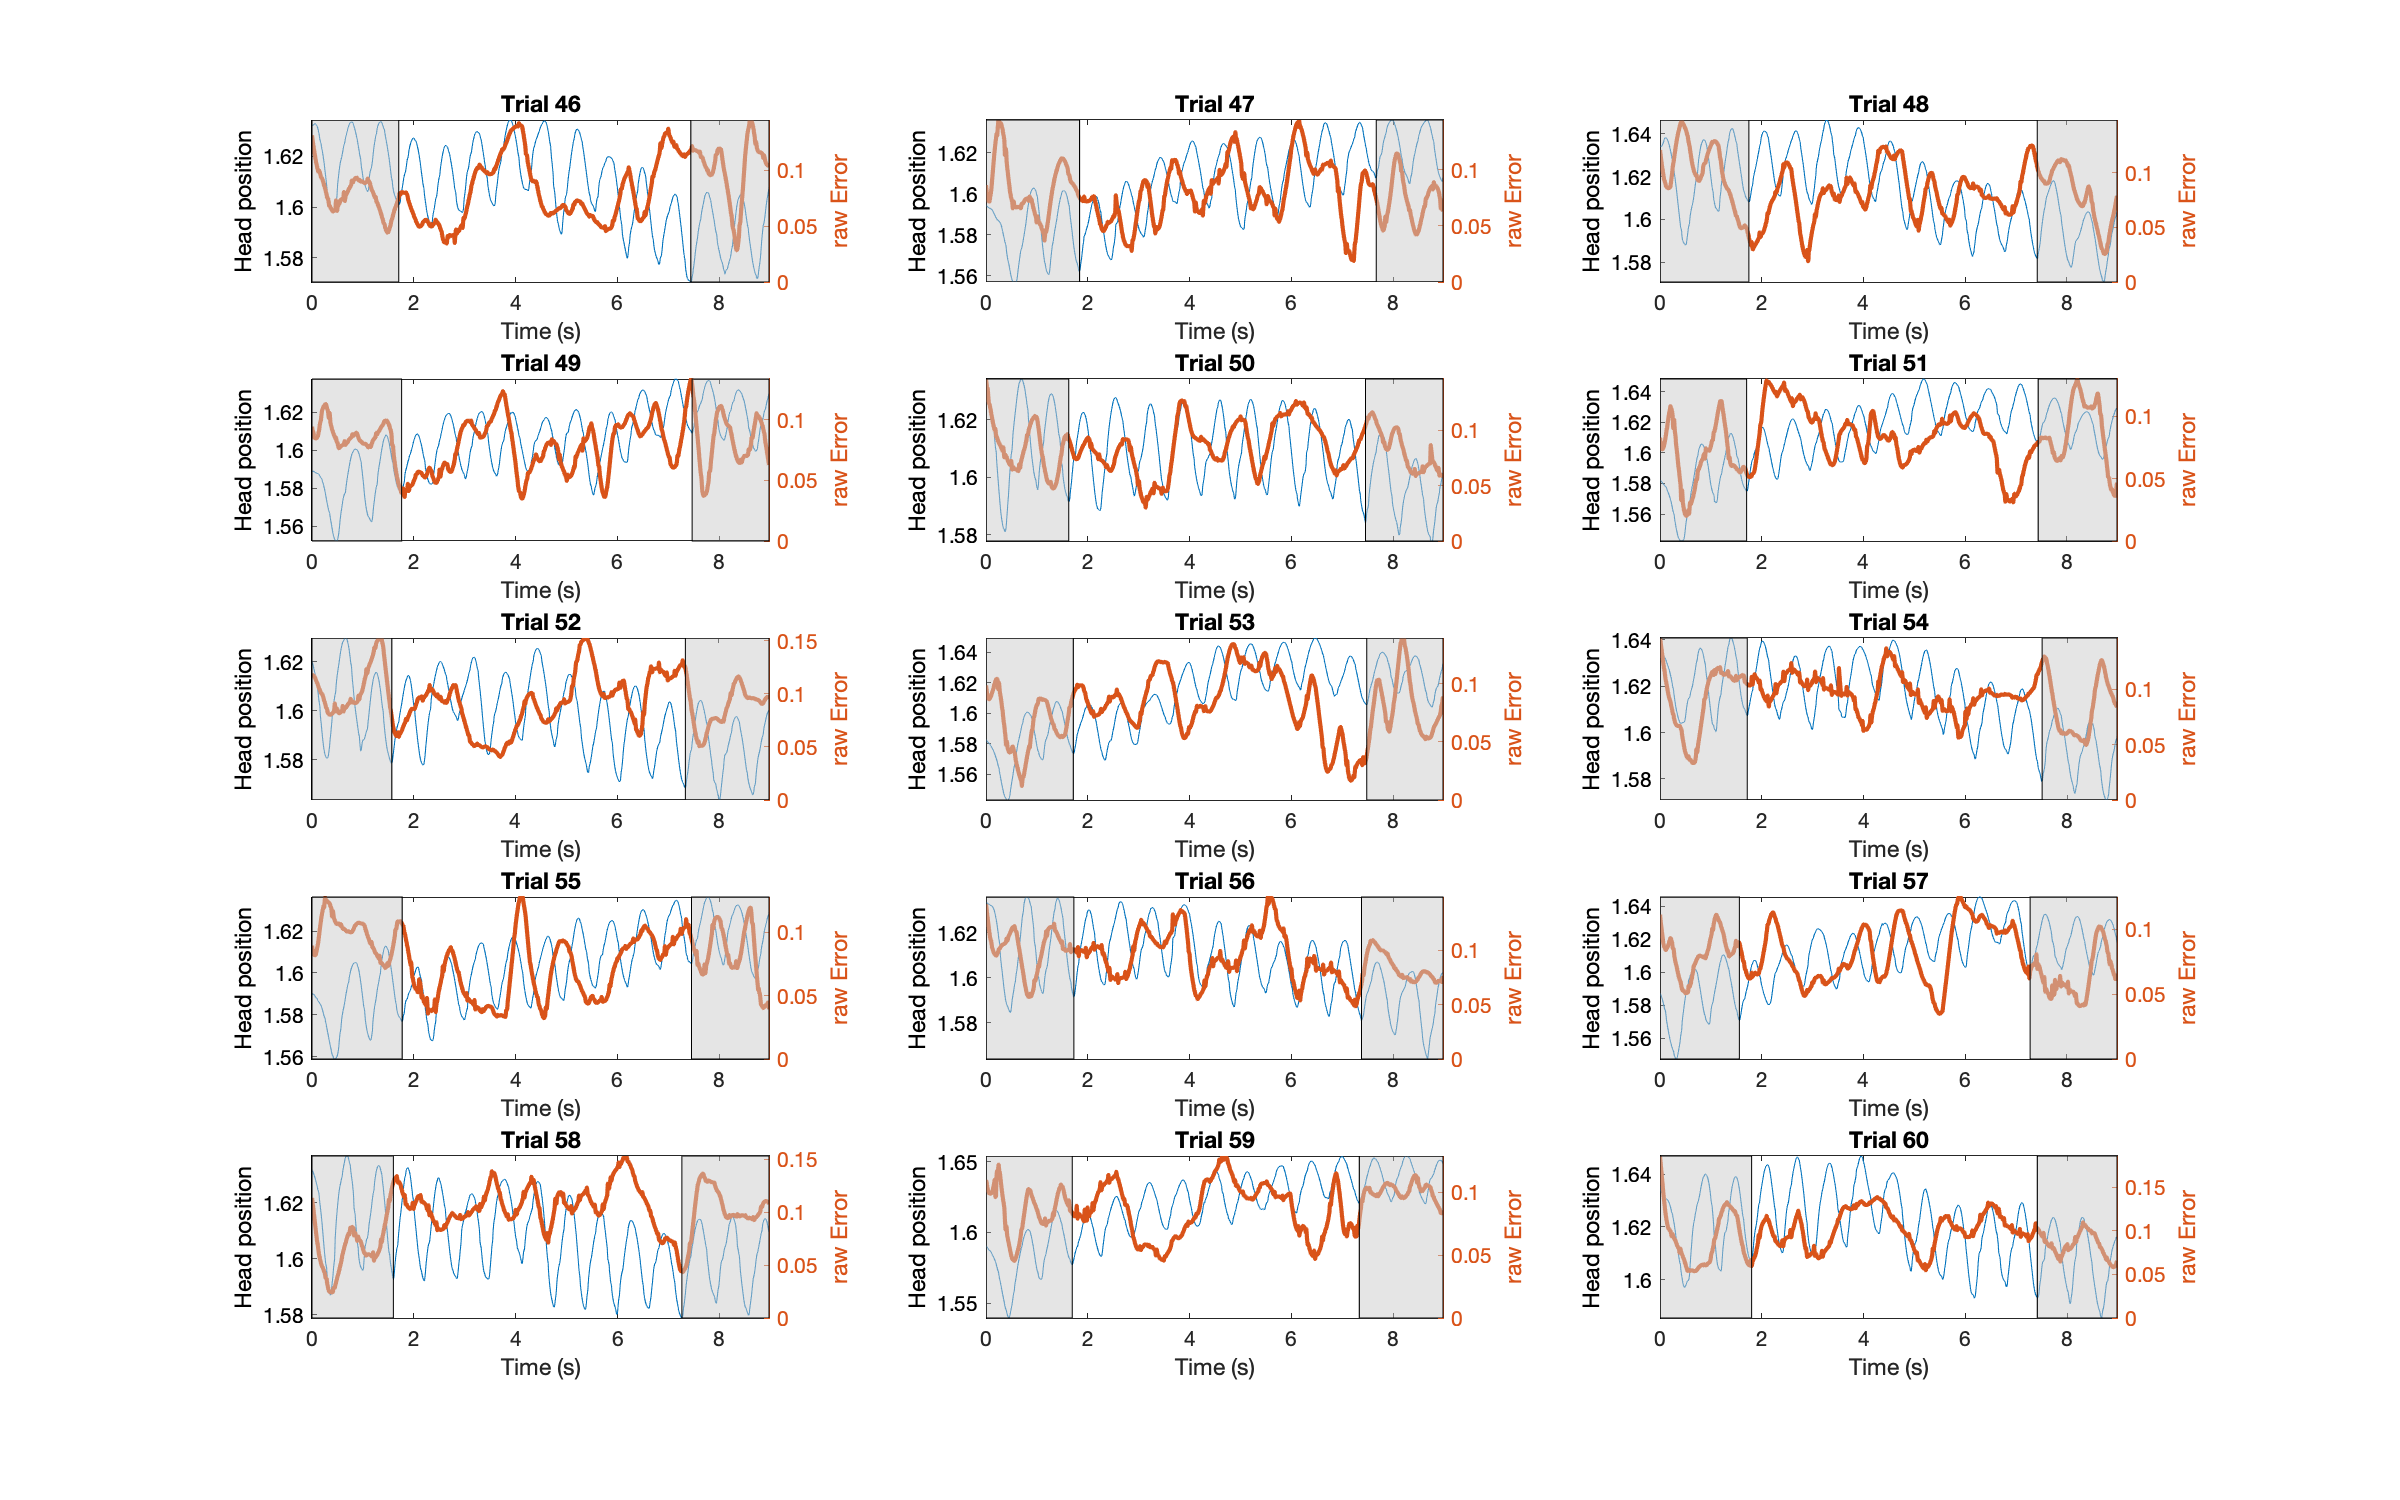 Trial 46 Trial 47 Trial 48
Head position 1.62 1.6 1.58 0.1 0.05 0 raw Error Head position 1.62 1.6 1.58 1.56 0.1 0.05 0 raw Error Head position 1.64 1.62 1.6 1.58 0.1 0.05 0 raw Error
0 2 4 6 8 0 2 4 6 8 0 2 4 6 8
Time (s) Time (s) Time (s)
Trial 49 Trial 50 Trial 51
Head position 1.62 1.6 1.58 1.56 0.1 0.05 0 raw Error Head position 1.62 1.6 1.58 0.1 0.05 0 raw Error Head position 1.64 1.62 1.6 1.58 1.56 0.1 0.05 0 raw Error
0 2 4 6 8 0 2 4 6 8 0 2 4 6 8
Time (s) Time (s) Time (s)
Trial 52 Trial 53 Trial 54
Head position 1.62 1.6 1.58 0.15 0.1 0.05 0 raw Error Head position 1.64 1.62 1.6 1.58 1.56 0.1 0.05 0 raw Error Head position 1.64 1.62 1.6 1.58 0.1 0.05 0 raw Error
0 2 4 6 8 0 2 4 6 8 0 2 4 6 8
Time (s) Time (s) Time (s)
Trial 55 Trial 56 Trial 57
Head position 1.62 1.6 1.58 1.56 0.1 0.05 0 raw Error Head position 1.62 1.6 1.58 0.1 0.05 0 raw Error Head position 1.64 1.62 1.6 1.58 1.56 0.1 0.05 0 raw Error
0 2 4 6 8 0 2 4 6 8 0 2 4 6 8
Time (s) Time (s) Time (s)
Trial 58 Trial 59 Trial 60
Head position 1.62 1.6 1.58 0.15 0.1 0.05 0 raw Error Head position 1.65 1.6 1.55 0.1 0.05 0 raw Error Head position 1.64 1.62 1.6 0.15 0.1 0.05 0 raw Error
0 2 4 6 8 0 2 4 6 8 0 2 4 6 8
Time (s) Time (s) Time (s)